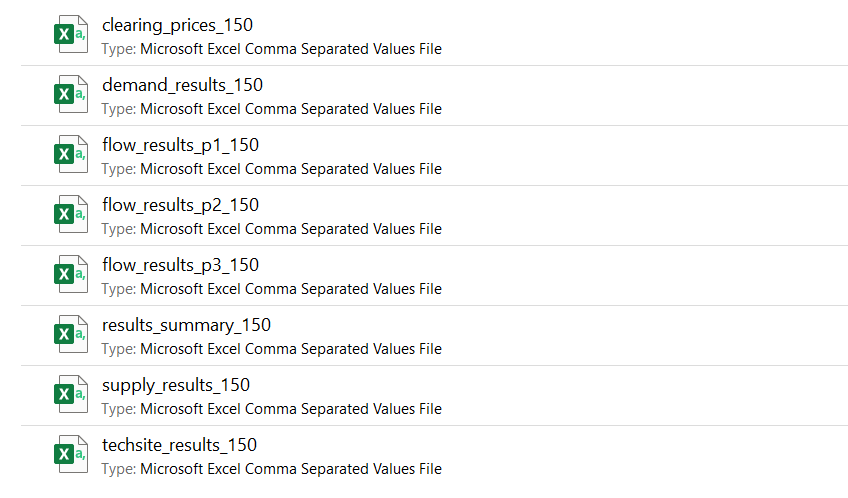 clearing_prices_150
Type: Microsoft Excel Comma Separated Values File
demand_results_150
Type: Microsoft Excel Comma Separated Values File
flow_results_p1_150
Type: Microsoft Excel Comma Separated Values File
flow_results_p2_150
Type: Microsoft Excel Comma Separated Values File
flow_results_p3_150
Type: Microsoft Excel Comma Separated Values File
results_summary_150
Type: Microsoft Excel Comma Separated Values File
supply_results_150
Type: Microsoft Excel Comma Separated Values File
techsite_results_150
Type: Microsoft Excel Comma Separated Values File